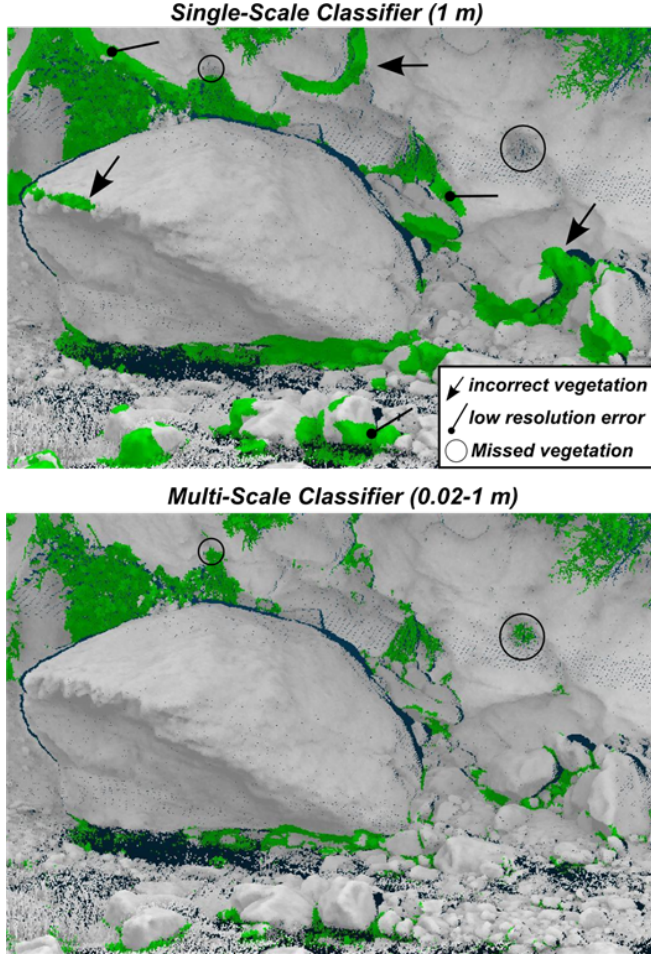 Single-Scale Classifier (1 m)
incorrect vegetation
low resolution error
Missed vegetation
Multi-Scale Classifier (0.02-1 m)